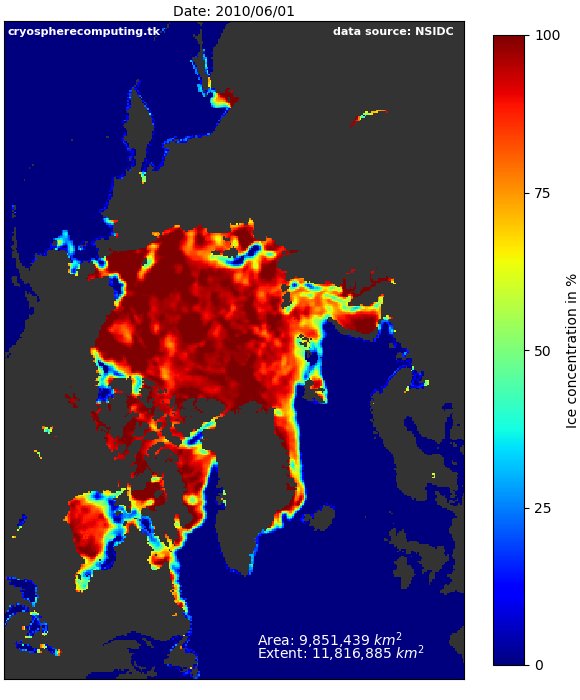 Date: 2010/06/01
cryospherecomputing.tk
data source: NSIDC
100
75
50
25
0
Ice concentration in %
Area: 9,851,439 km²
Extent: 11,816,885 km²